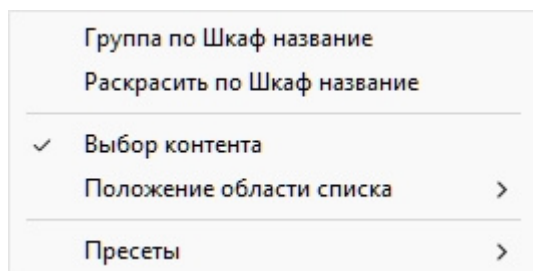 Группа по Шкаф название
Раскрасить по Шкаф название
Выбор контента
Положение области списка
Пресеты